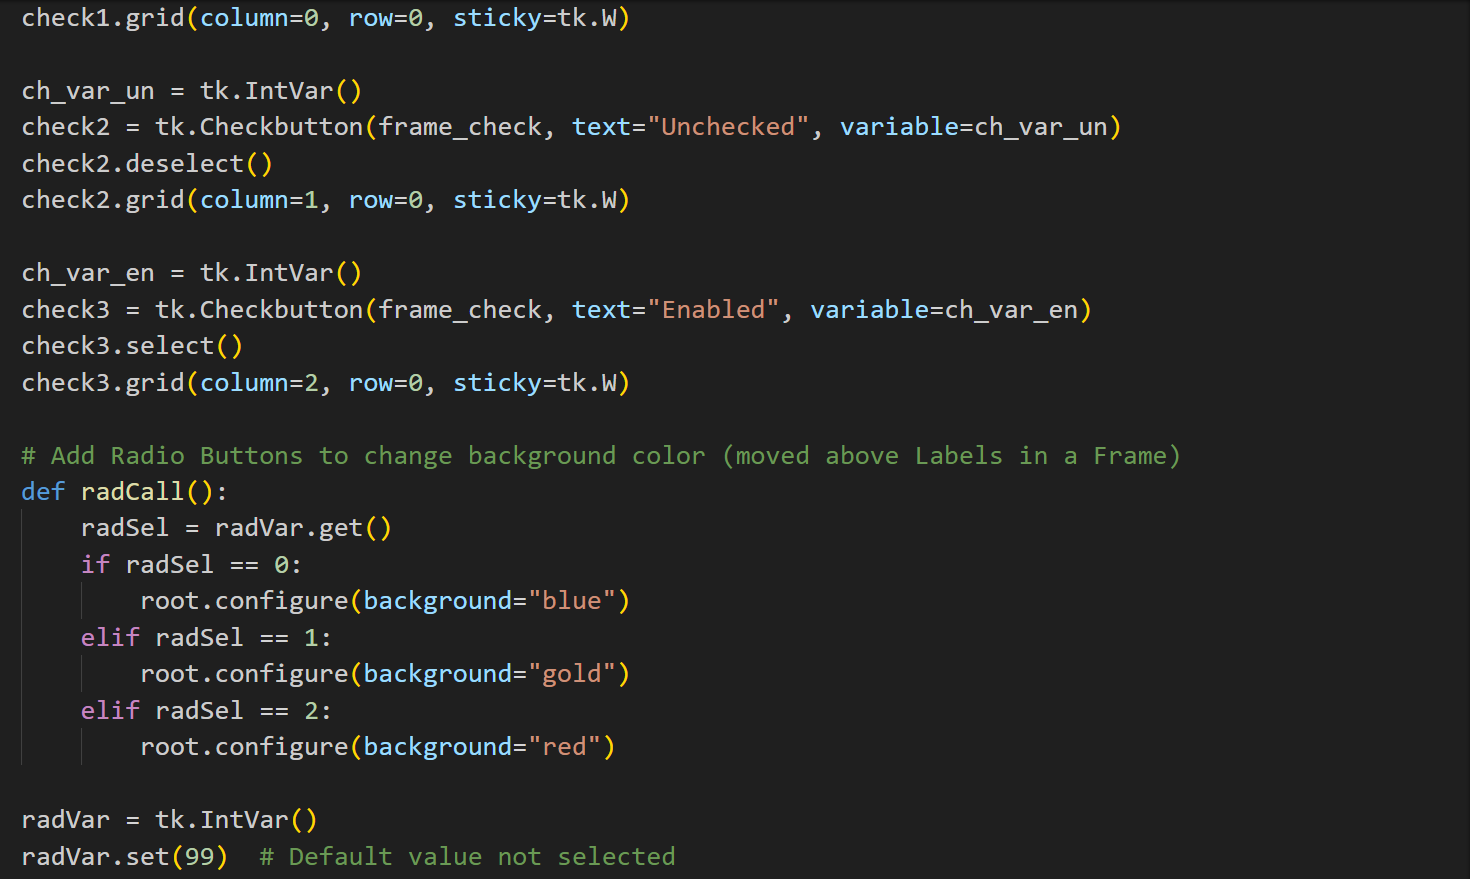 check1.grid(column=0, row=0, sticky=tk.W)
ch_var_un = tk.IntVar()
check2 = tk.Checkbutton(frame_check, text="Unchecked", variable=ch_var_un)
check2.deselect()
check2.grid(column=1, row=0, sticky=tk.W)
ch_var_en = tk.IntVar()
check3 = tk.Checkbutton(frame_check, text="Enabled", variable=ch_var_en)
check3.select()
check3.grid(column=2, row=0, sticky=tk.W)
# Add Radio Buttons to change background color (moved above Labels in a Frame)
def radCall():
    radSel = radVar.get()
    if radSel == 0:
        root.configure(background="blue")
    elif radSel == 1:
        root.configure(background="gold")
    elif radSel == 2:
        root.configure(background="red")
radVar = tk.IntVar()
radVar.set(99)  # Default value not selected